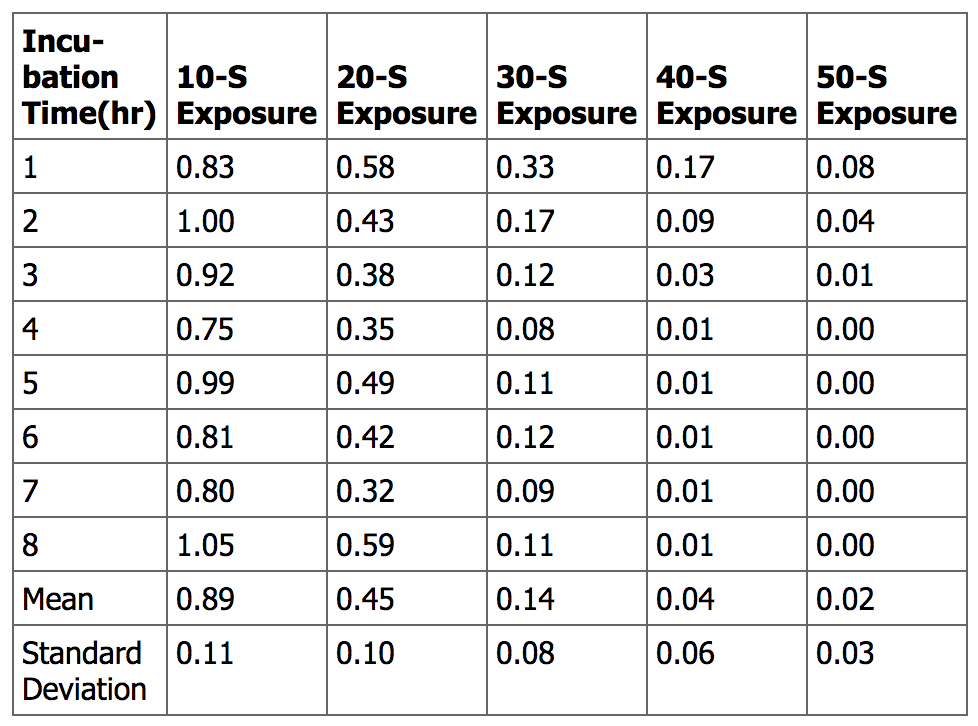 Incu-
bation
Time(hr) 10-S Exposure 20-S Exposure 30-S Exposure 40-S Exposure 50-S Exposure
1 0.83 0.58 0.33 0.17 0.08
2 1.00 0.43 0.17 0.09 0.04
3 0.92 0.38 0.12 0.03 0.01
4 0.75 0.35 0.08 0.01 0.00
5 0.99 0.49 0.11 0.01 0.00
6 0.81 0.42 0.12 0.01 0.00
7 0.80 0.32 0.09 0.01 0.00
8 1.05 0.59 0.11 0.01 0.00
Mean 0.89 0.45 0.14 0.04 0.02
Standard Deviation 0.11 0.10 0.08 0.06 0.03